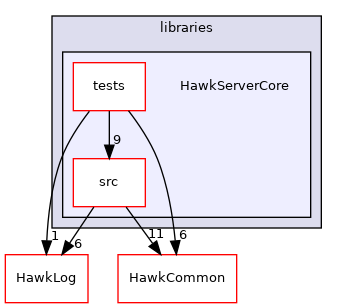 libraries
tests
HawkServerCore
9
src
1
6
11
6
HawkLog
HawkCommon